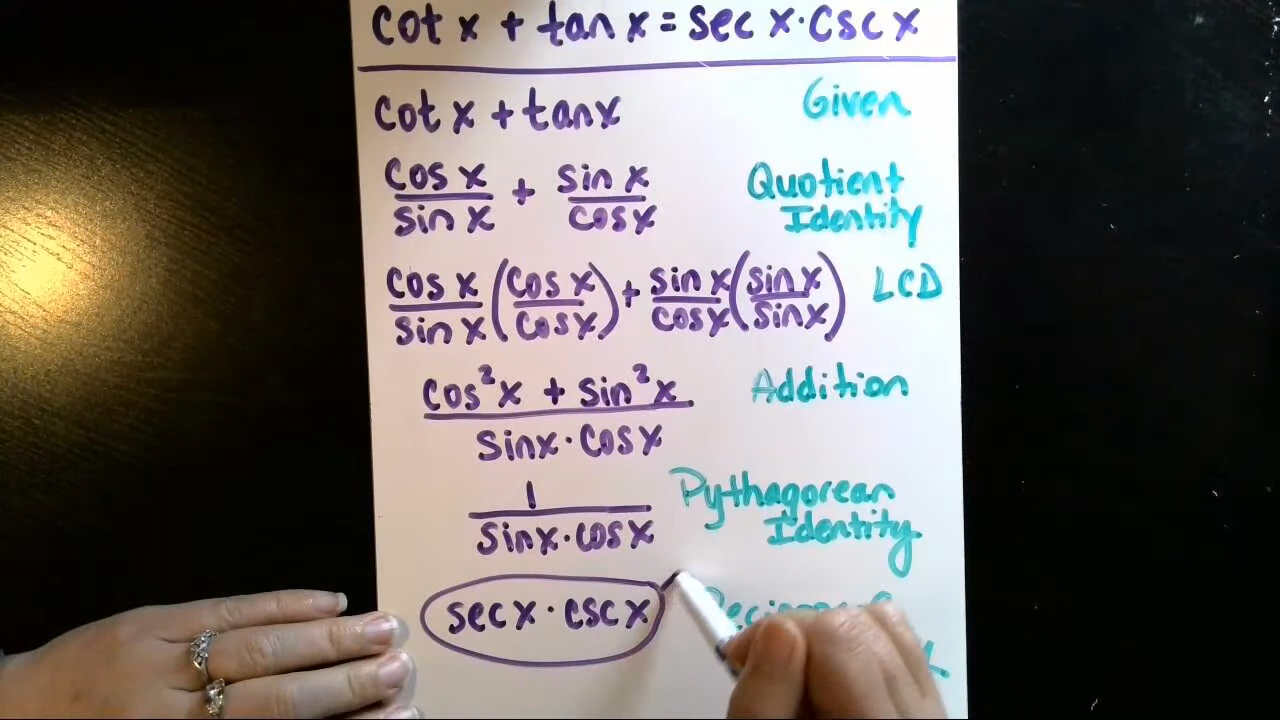 cot x + tan x = sec x · csc x
cot x + tan x Given
cos x / sin x + sin x / cos x Quotient Identity
cos x / sin x (cos x / cos x) + sin x / cos x (sin x / sin x) LCD
cos²x + sin²x / sin x · cos x Addition
1 / sin x · cos x Pythagorean Identity
sec x · csc x